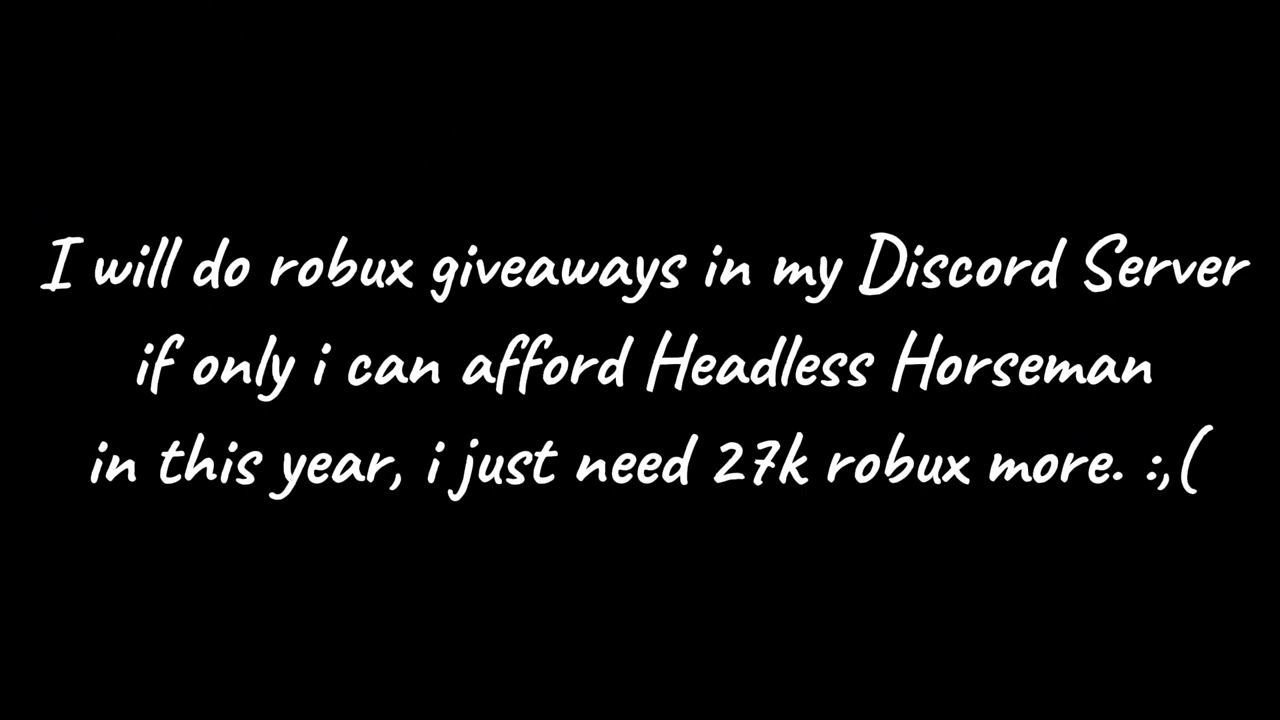 I will do robux giveaways in my Discord Server
if only i can afford Headless Horseman
in this year, i just need 27k robux more. :,(